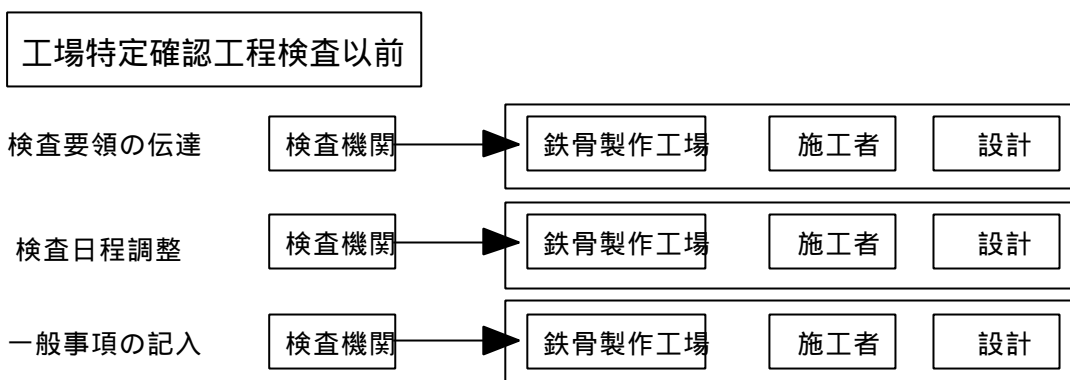 工場特定確認工程検査以前
検査要領の伝達 検査機関 鉄骨製作工場 施工者 設計
検査日程調整 検査機関 鉄骨製作工場 施工者 設計
一般事項の記入 検査機関 鉄骨製作工場 施工者 設計